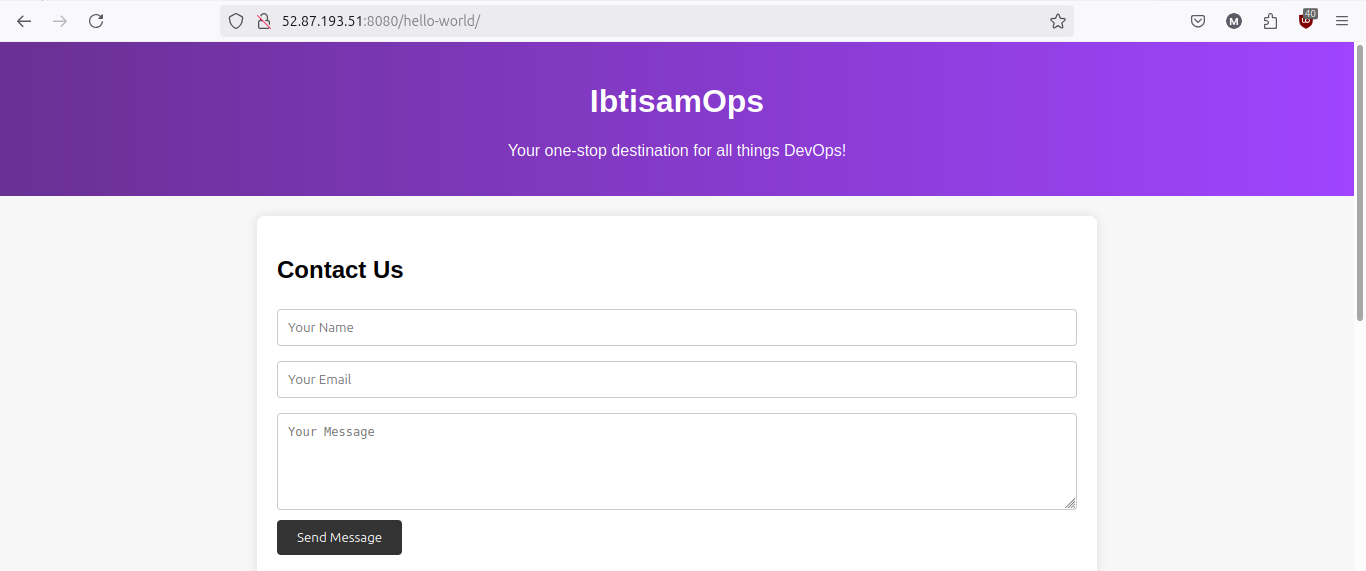 52.87.193.51:8080/hello-world/
M
40
IbtisamOps
Your one-stop destination for all things DevOps!
Contact Us
Your Name
Your Email
Your Message
Send Message